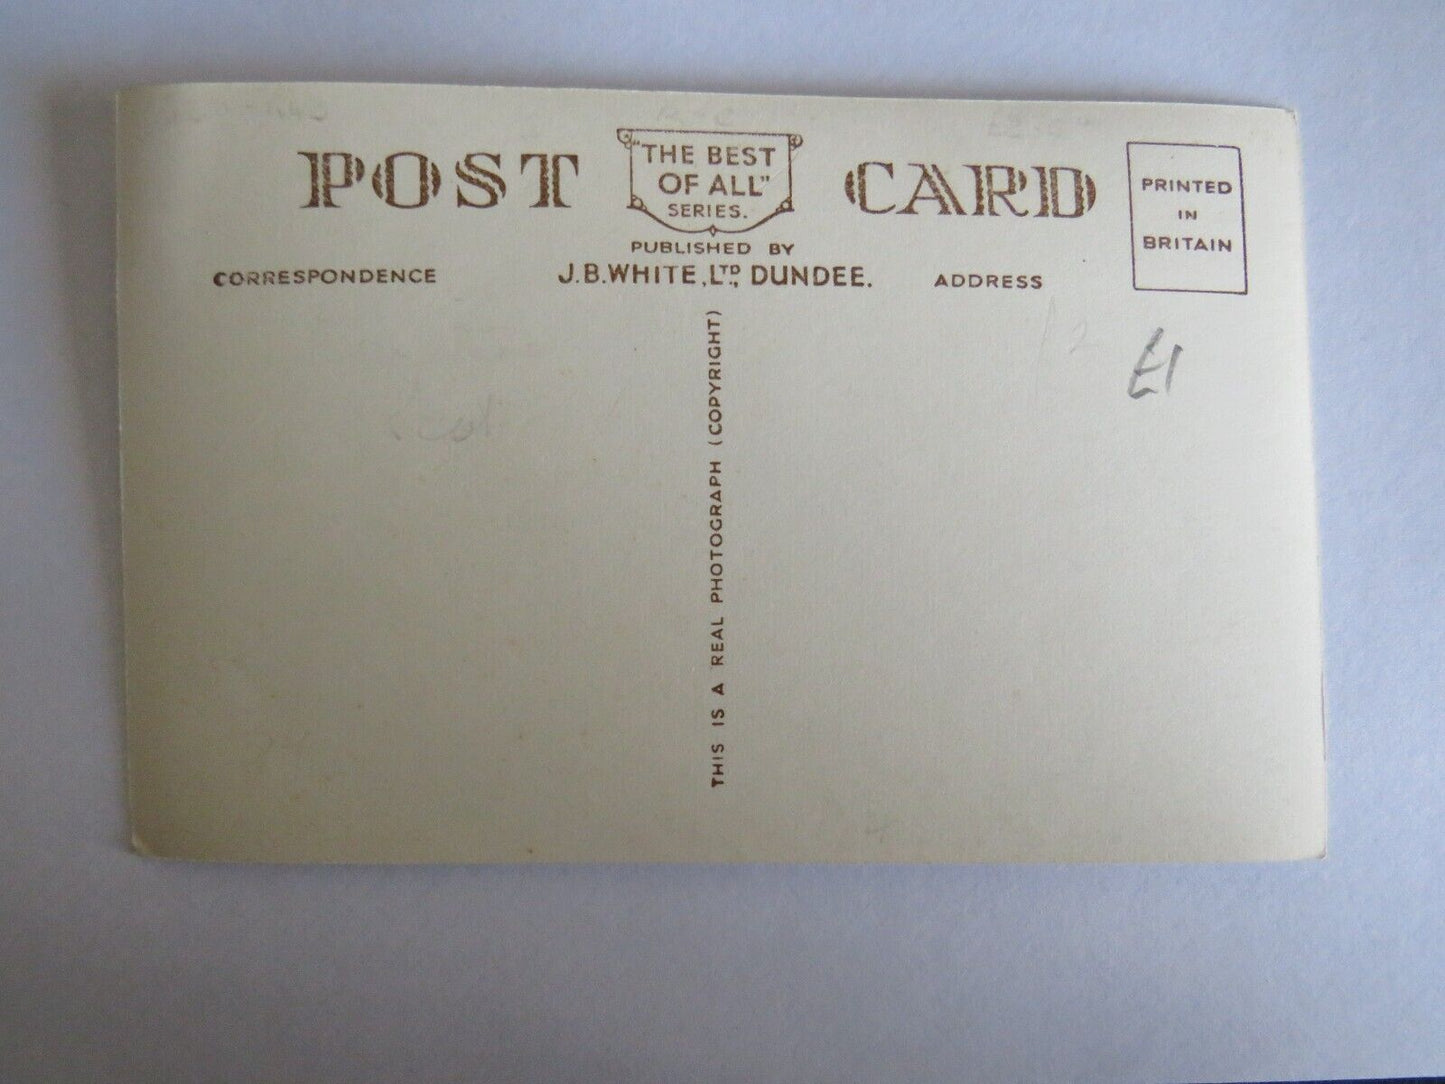 POST CARD
"THE BEST
OF ALL"
SERIES.
PUBLISHED BY
J.B.WHITE, LTD., DUNDEE.
CORRESPONDENCE
ADDRESS
PRINTED
IN
BRITAIN
£1
THIS IS A REAL PHOTOGRAPH (COPYRIGHT)